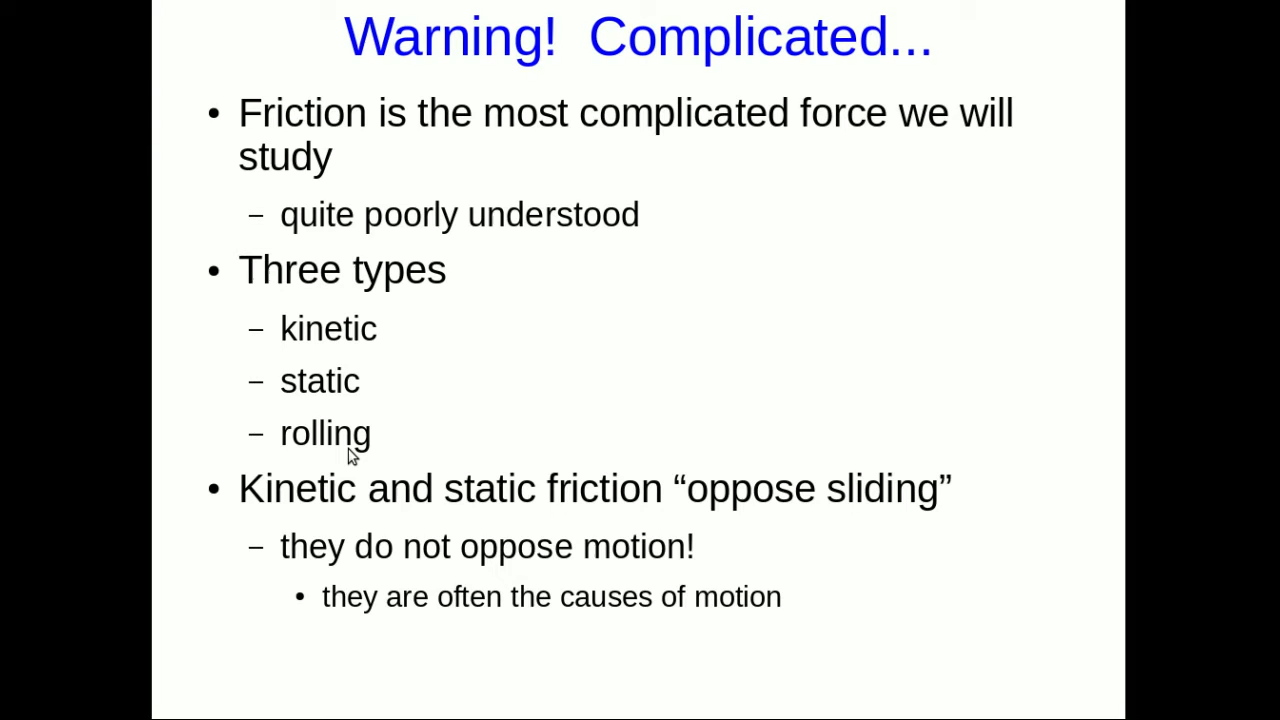 Warning! Complicated...
• Friction is the most complicated force we will
study
– quite poorly understood
• Three types
– kinetic
– static
– rolling
• Kinetic and static friction “oppose sliding”
– they do not oppose motion!
• they are often the causes of motion